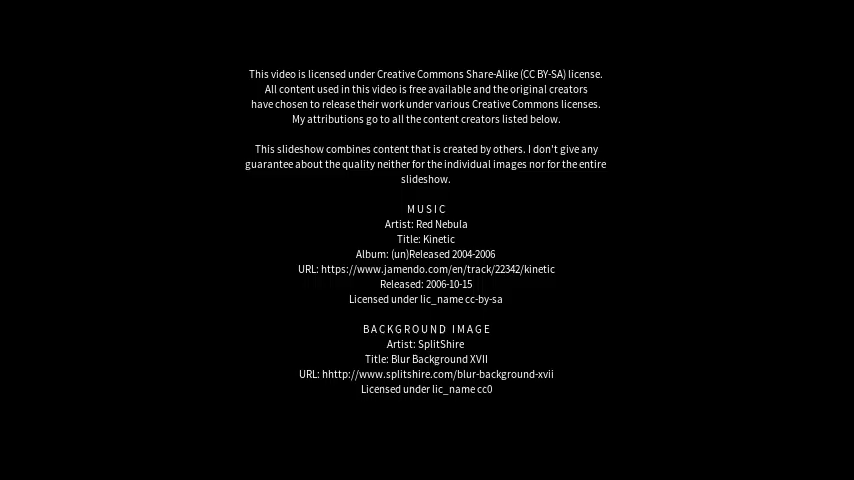 This video is licensed under Creative Commons Share-Alike (CC BY-SA) license.
All content used in this video is free available and the original creators
have chosen to release their work under various Creative Commons licenses.
My attributions go to all the content creators listed below.
This slideshow combines content that is created by others. I don't give any
guarantee about the quality neither for the individual images nor for the entire
slideshow.
MUSIC
Artist: Red Nebula
Title: Kinetic
Album: (un)Released 2004-2006
URL: https://www.jamendo.com/en/track/22342/kinetic
Released: 2006-10-15
Licensed under lic_name cc-by-sa
BACKGROUND IMAGE
Artist: SplitShire
Title: Blur Background XVII
URL: hhttp://www.splitshire.com/blur-background-xvii
Licensed under lic_name cc0